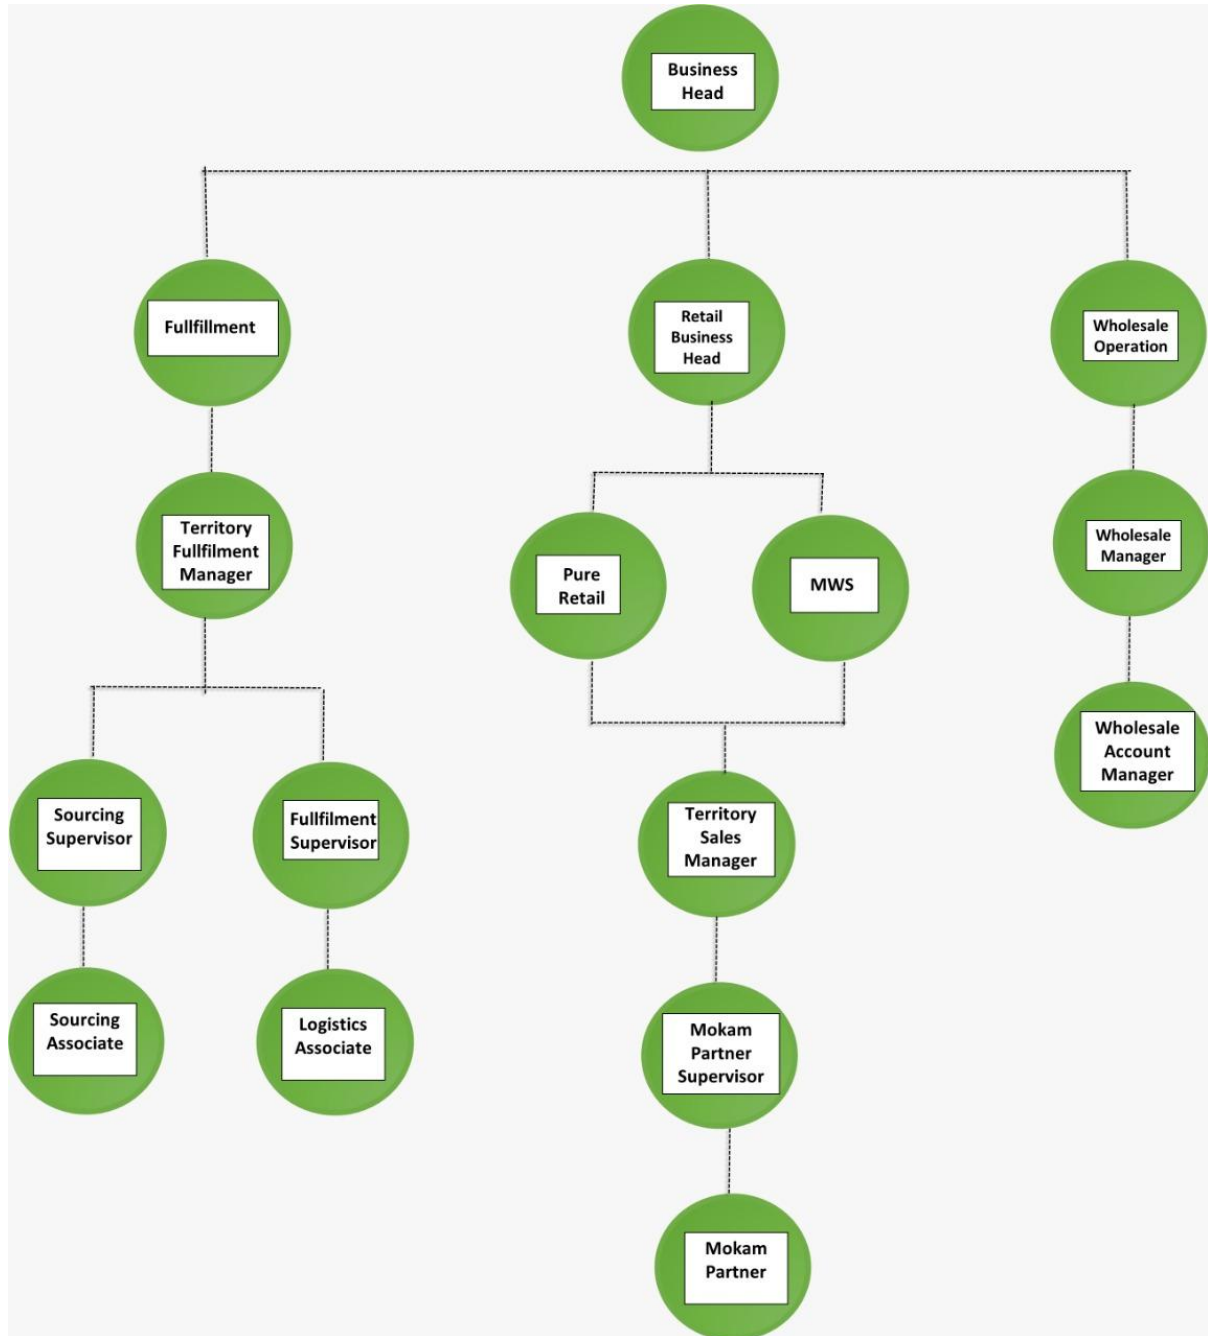 Business
Head
Fullfillment
Retail
Business
Head
Wholesale
Operation
Territory
Fullfilment
Manager
Pure
Retail
MWS
Wholesale
Manager
Sourcing
Supervisor
Fullfilment
Supervisor
Territory
Sales
Manager
Wholesale
Account
Manager
Sourcing
Associate
Logistics
Associate
Mokam
Partner
Supervisor
Mokam
Partner